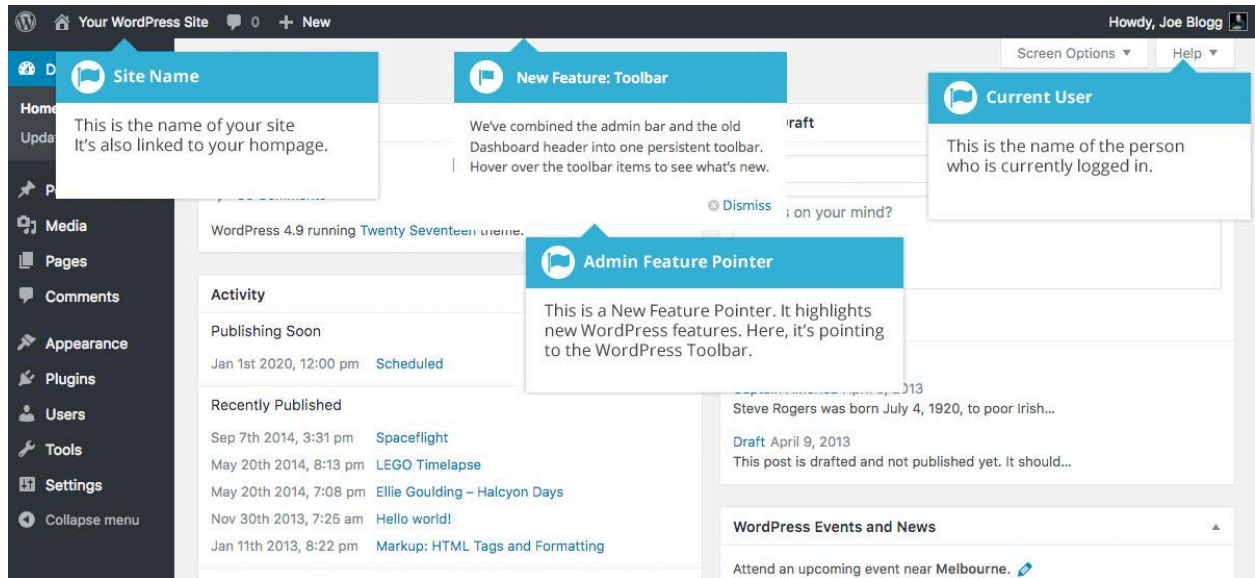 Your WordPress Site 0 + New
Howdy, Joe Blogg
Screen Options ▼
Help ▼
D
Home
Upda
P
Media
Pages
Comments
Appearance
Plugins
Users
Tools
Settings
Collapse menu
Site Name
This is the name of your site
It's also linked to your hompage.
New Feature: Toolbar
We've combined the admin bar and the old
Dashboard header into one persistent toolbar.
Hover over the toolbar items to see what's new.
Dismiss
Current User
This is the name of the person
who is currently logged in.
raft
s on your mind?
WordPress 4.9 running Twenty Seventeen theme.
Admin Feature Pointer
This is a New Feature Pointer. It highlights
new WordPress features. Here, it's pointing
to the WordPress Toolbar.
Activity
Publishing Soon
Jan 1st 2020, 12:00 pm Scheduled
Recently Published
Sep 7th 2014, 3:31 pm Spaceflight
May 20th 2014, 8:13 pm LEGO Timelapse
May 20th 2014, 7:08 pm Ellie Goulding – Halcyon Days
Nov 30th 2013, 7:25 am Hello world!
Jan 11th 2013, 8:22 pm Markup: HTML Tags and Formatting
2013
Steve Rogers was born July 4, 1920, to poor Irish...
Draft April 9, 2013
This post is drafted and not published yet. It should...
WordPress Events and News
Attend an upcoming event near Melbourne.